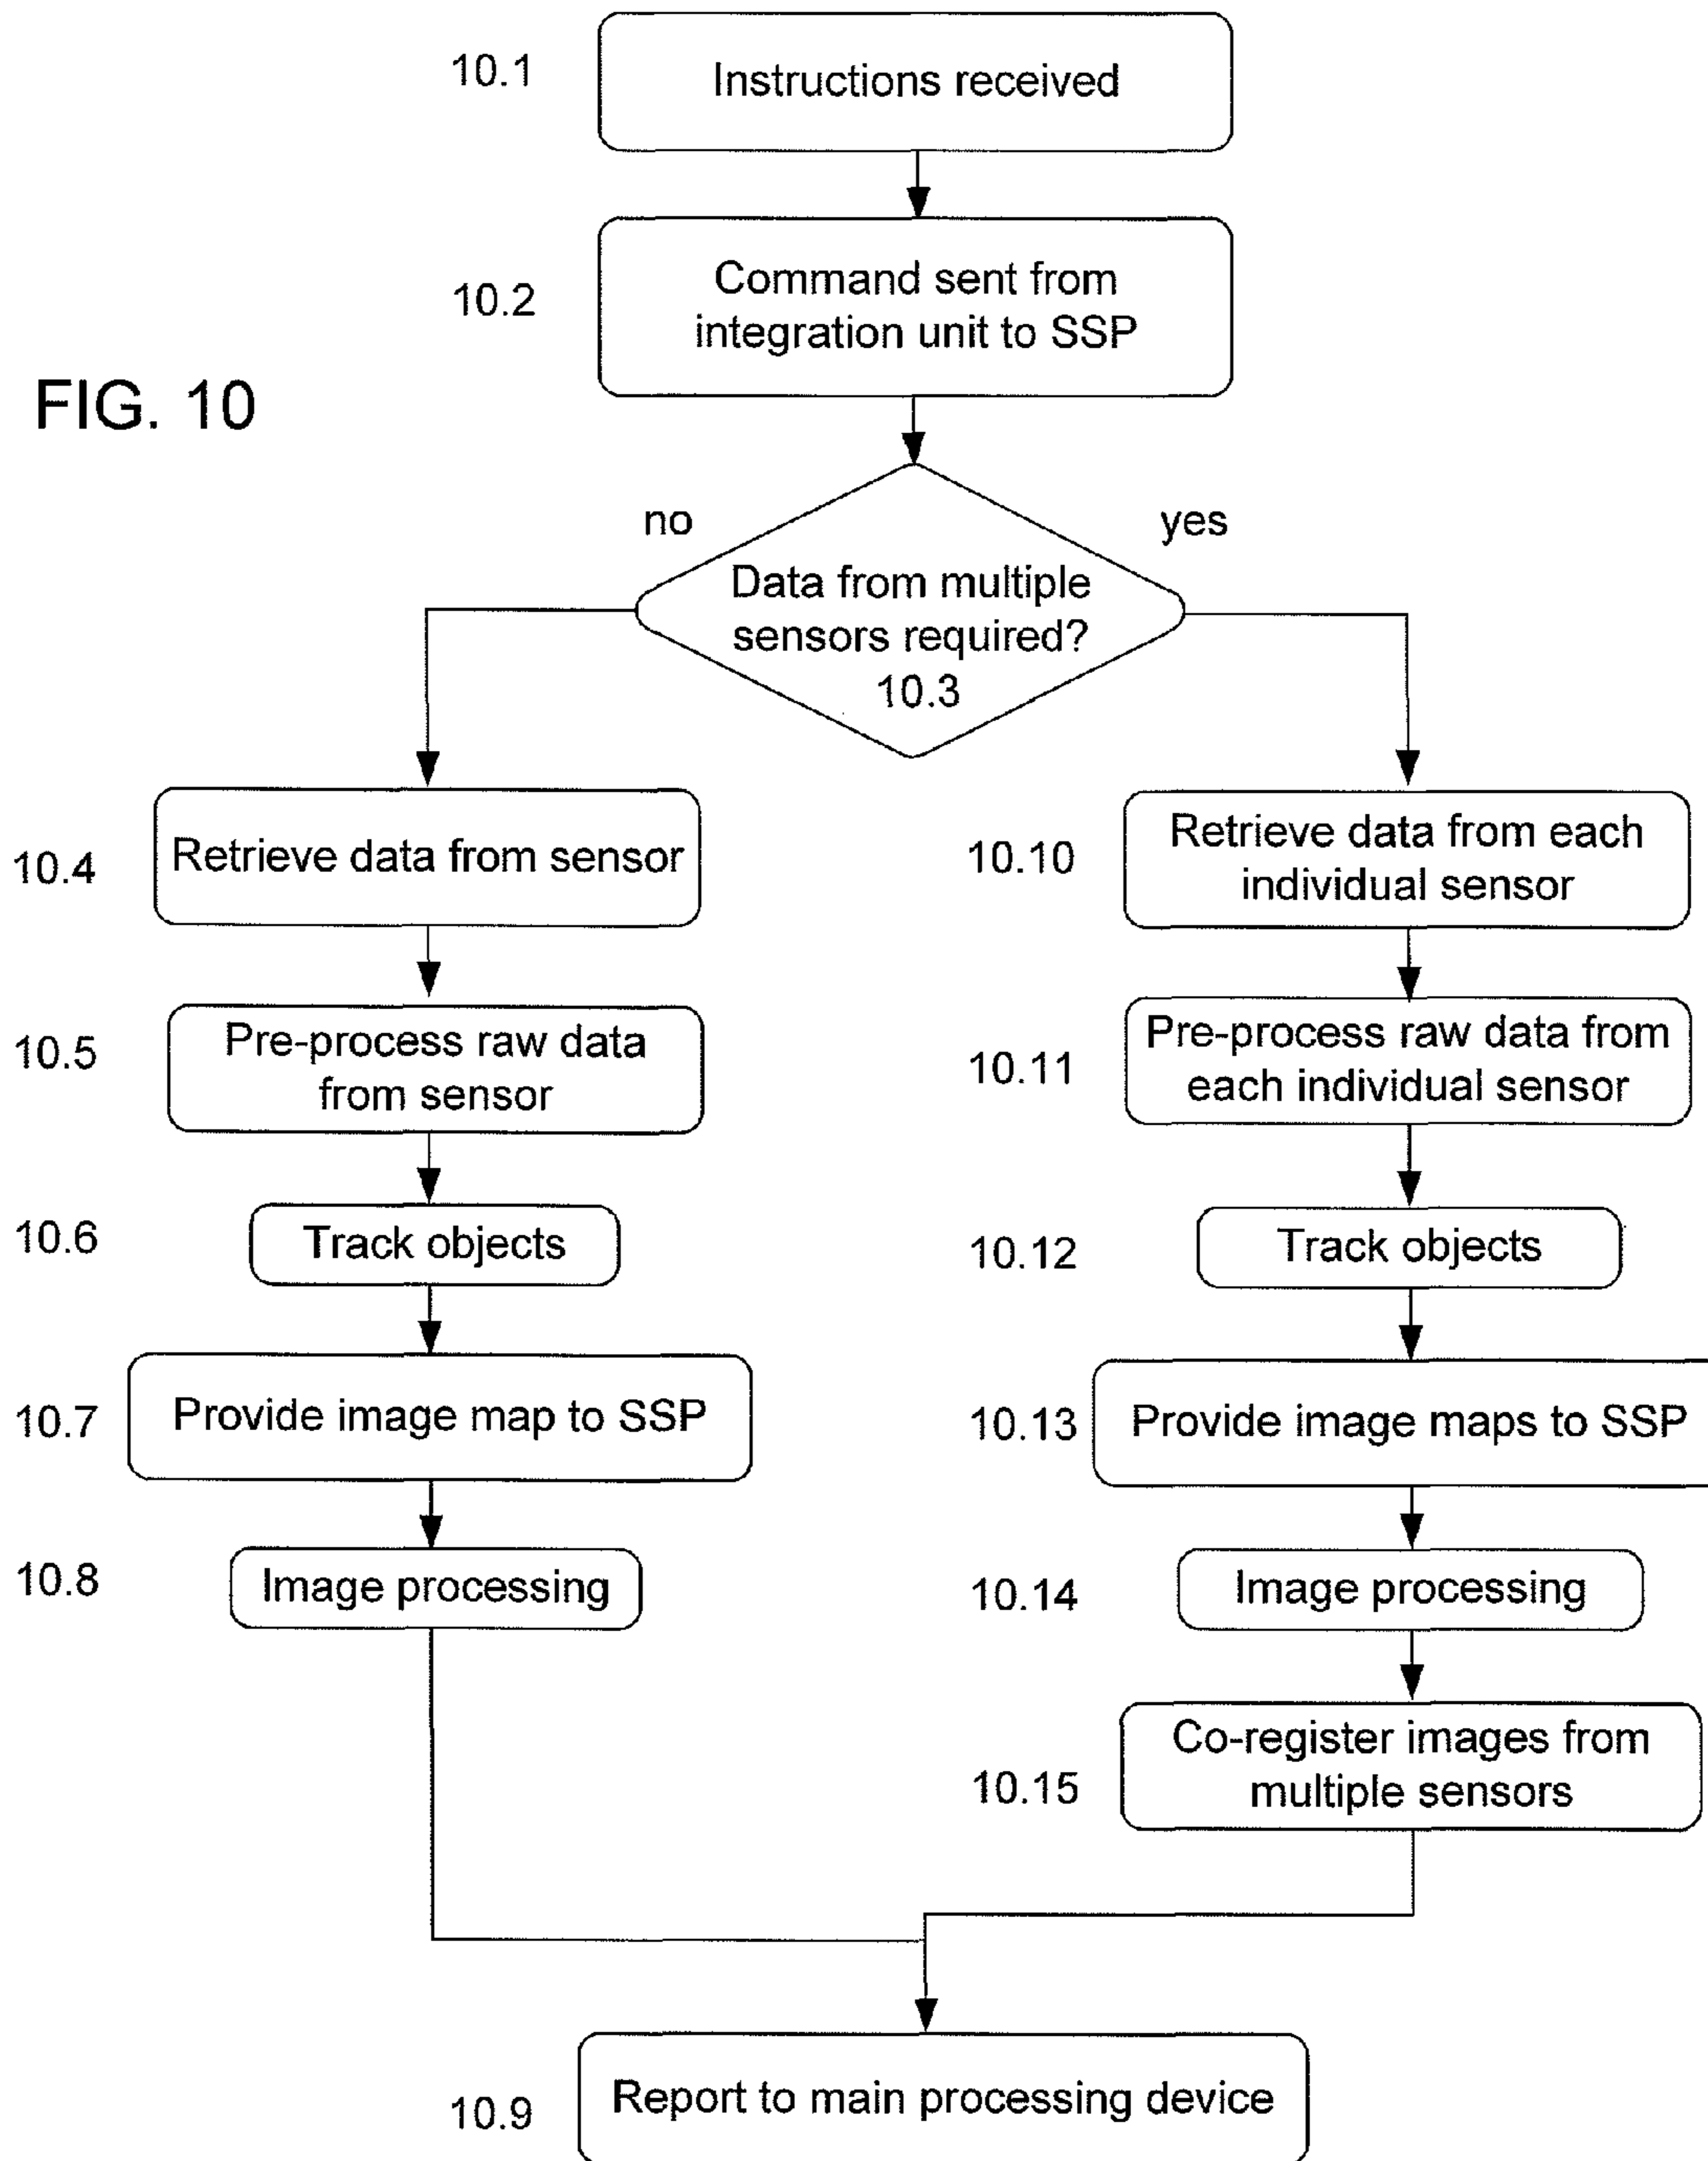 10.1
Instructions received
10.2
Command sent from
integration unit to SSP
FIG. 10
no
yes
Data from multiple
sensors required?
10.3
10.4
Retrieve data from sensor
10.5
Pre-process raw data
from sensor
10.6
Track objects
10.7
Provide image map to SSP
10.8
Image processing
10.10
Retrieve data from each
individual sensor
10.11
Pre-process raw data from
each individual sensor
10.12
Track objects
10.13
Provide image maps to SSP
10.14
Image processing
10.15
Co-register images from
multiple sensors
10.9
Report to main processing device